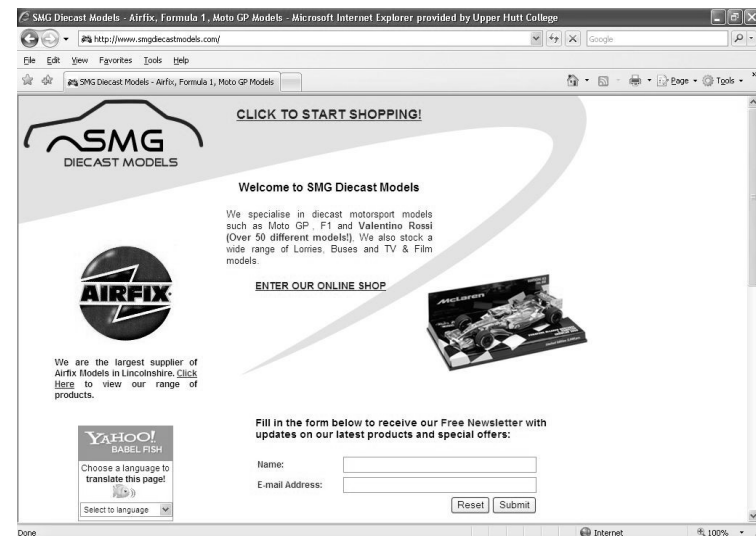 SMG Diecast Models - Airfix, Formula 1, Moto GP Models - Microsoft Internet Explorer provided by Upper Hutt College
http://www.smgdiecastmodels.com/
Google
File Edit View Favorites Tools Help
SMG Diecast Models - Airfix, Formula 1, Moto GP Models
Page
Tools
SMG
DIECAST MODELS
CLICK TO START SHOPPING!
Welcome to SMG Diecast Models
We specialise in diecast motorsport models
such as Moto GP , F1 and Valentino Rossi
(Over 50 different models!), We also stock a
wide range of Lorries, Buses and TV & Film
models.
ENTER OUR ONLINE SHOP
McLaren
AIRFIX
We are the largest supplier of
Airfix Models in Lincolnshire. Click
Here to view our range of
products.
YAHOO!
BABEL FISH
Choose a language to
translate this page!
Select to language
Fill in the form below to receive our Free Newsletter with
updates on our latest products and special offers:
Name:
E-mail Address:
Reset Submit
Done
Internet
100%